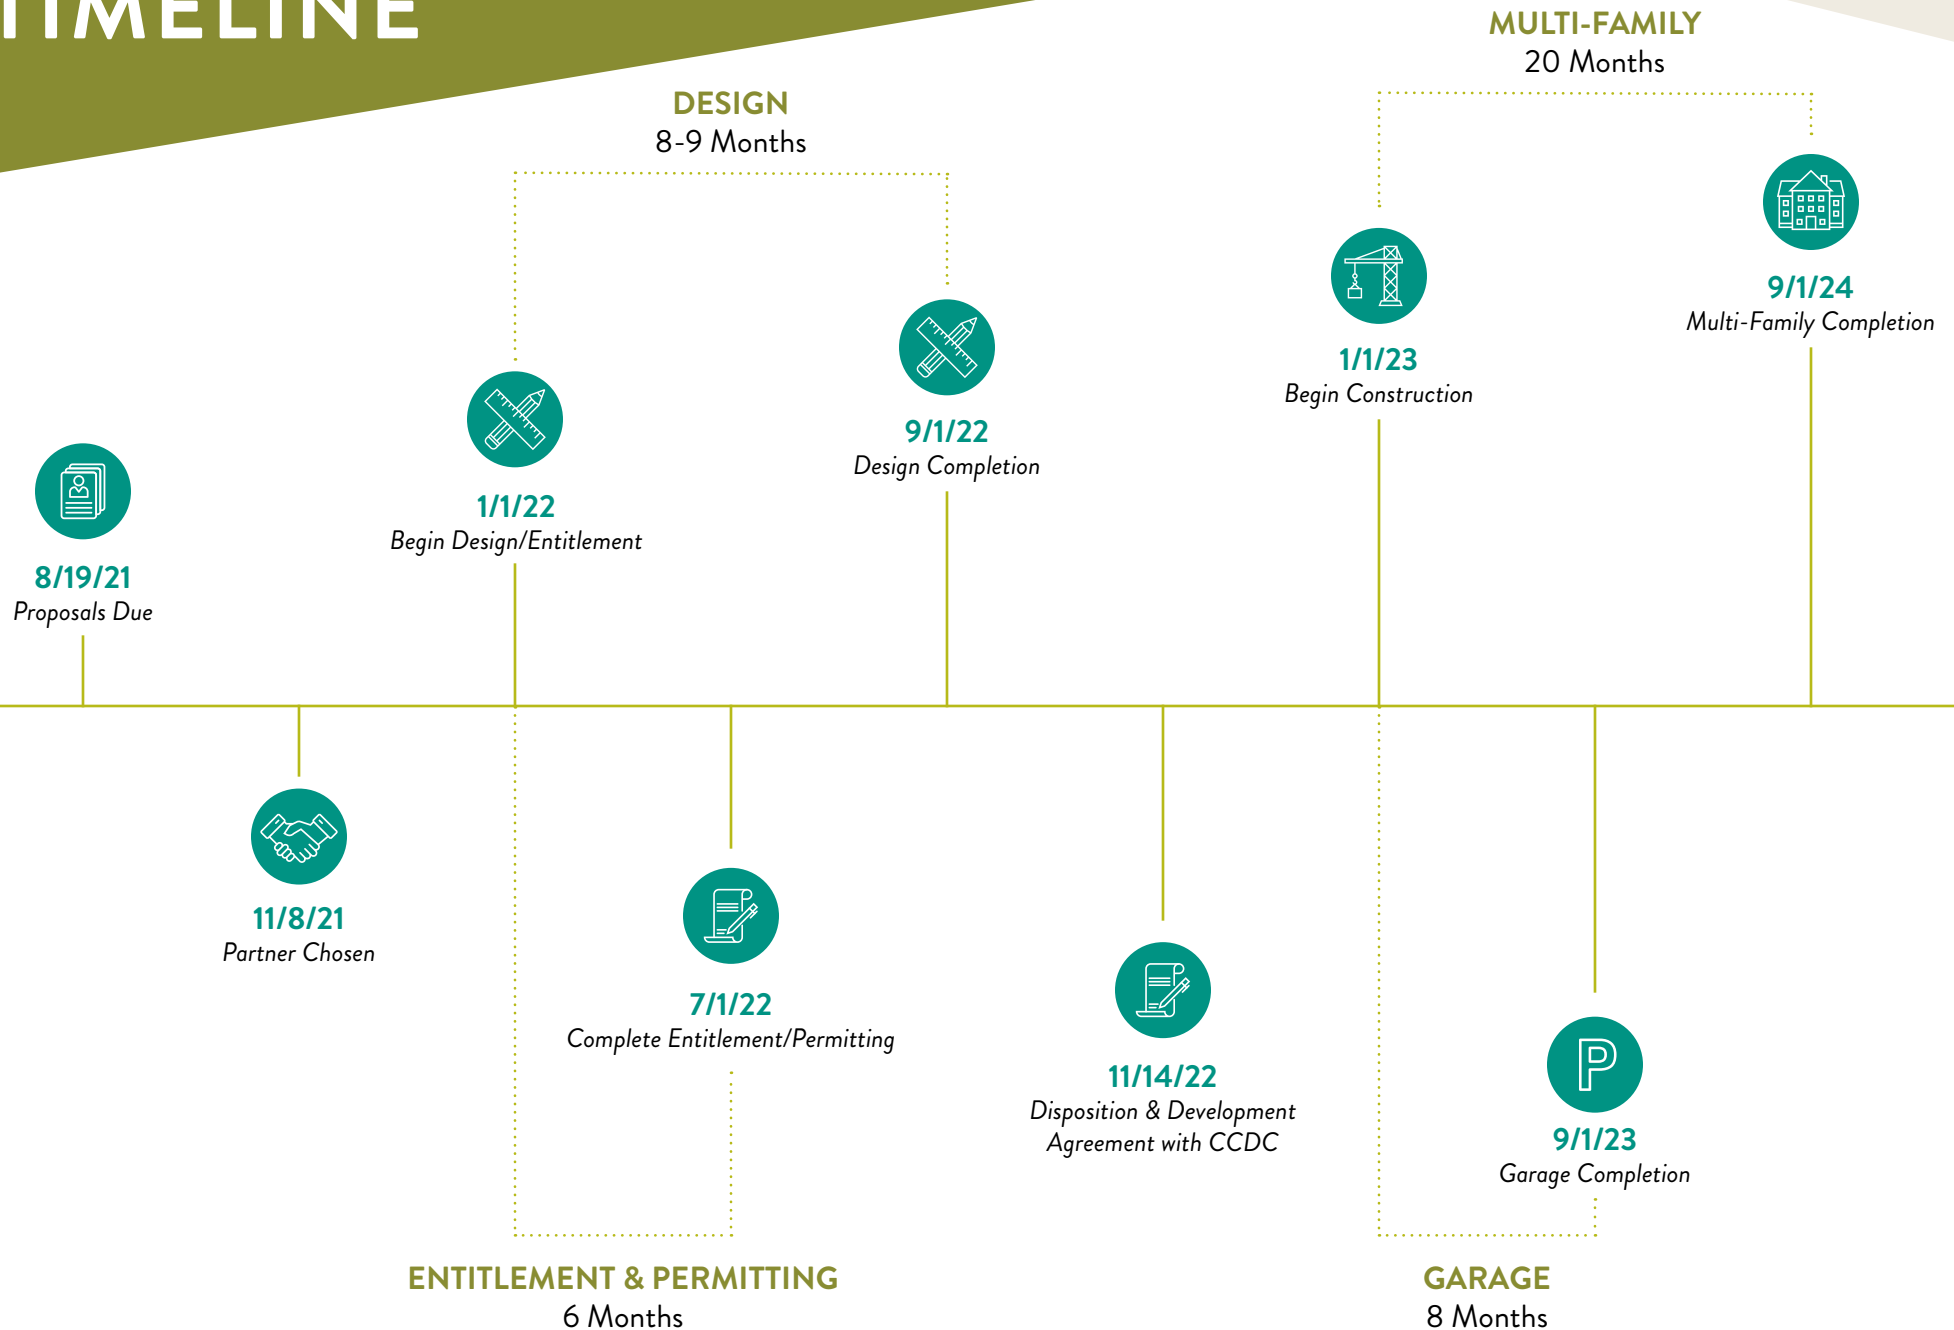 TIMELINE
MULTI-FAMILY
20 Months
DESIGN
8-9 Months
9/1/24
Multi-Family Completion
1/1/23
Begin Construction
9/1/22
Design Completion
1/1/22
Begin Design/Entitlement
8/19/21
Proposals Due
11/8/21
Partner Chosen
7/1/22
Complete Entitlement/Permitting
11/14/22
Disposition & Development
Agreement with CCDC
P
9/1/23
Garage Completion
ENTITLEMENT & PERMITTING
6 Months
GARAGE
8 Months